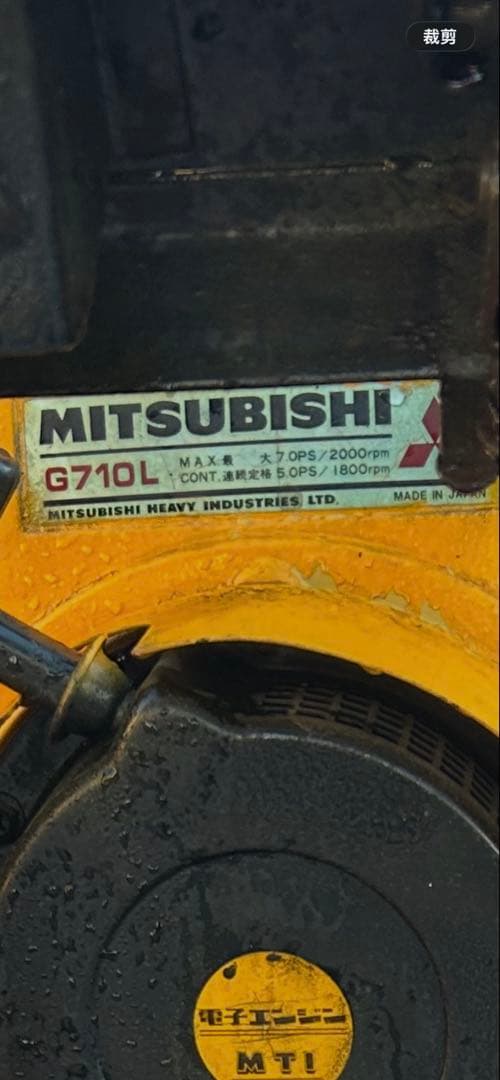 裁剪
MITSUBISHI
G710L
MAX.最 大 7.0PS/2000rpm
CONT.連続定格 5.0PS/1800rpm
MITSUBISHI HEAVY INDUSTRIES, LTD.
MADE IN JAPAN
電子エンジン
MTI